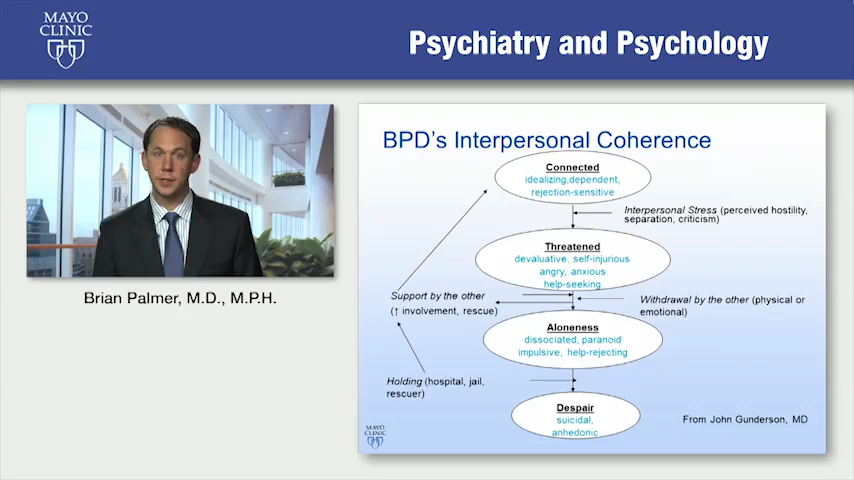 MAYO
CLINIC
Psychiatry and Psychology
Brian Palmer, M.D., M.P.H.
BPD's Interpersonal Coherence
Connected
idealizing,dependent,
rejection-sensitive
Interpersonal Stress (perceived hostility,
separation, criticism)
Threatened
devaluative, self-injurious
angry, anxious
help-seeking
Support by the other
(↑ involvement, rescue)
Withdrawal by the other (physical or
emotional)
Aloneness
dissociated, paranoid
impulsive, help-rejecting
Holding (hospital, jail,
rescuer)
Despair
suicidal,
anhedonic
From John Gunderson, MD
MAYO
CLINIC